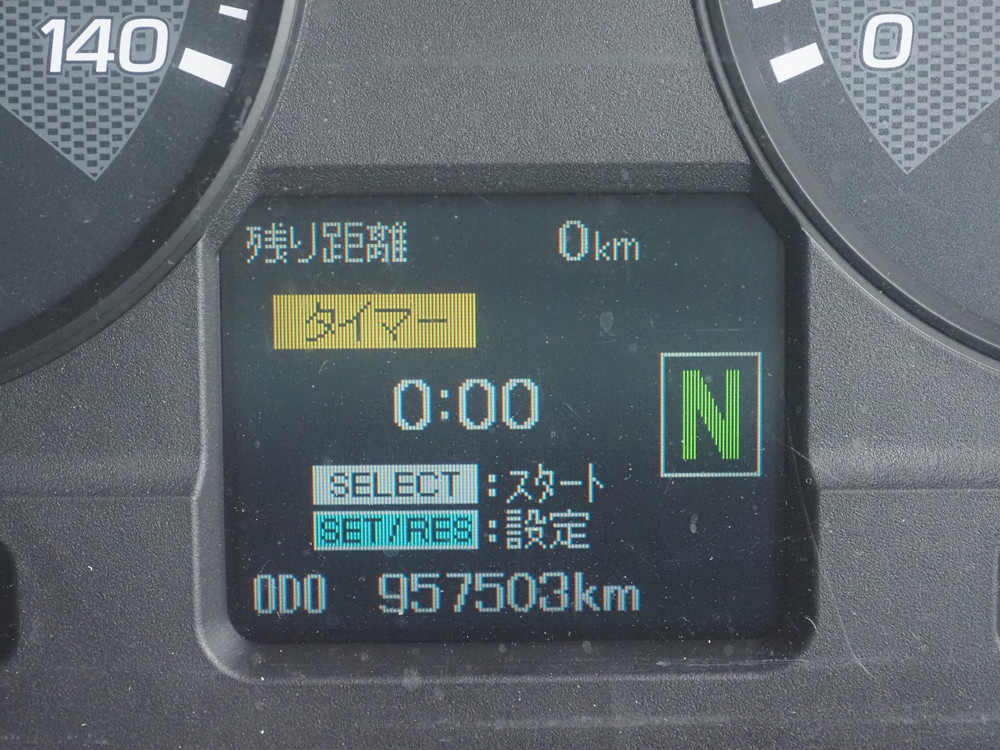 140
0
残り距離 0km
タイマー
0:00
N
SELECT :スタート
SET/RES :設定
ODO 957503km